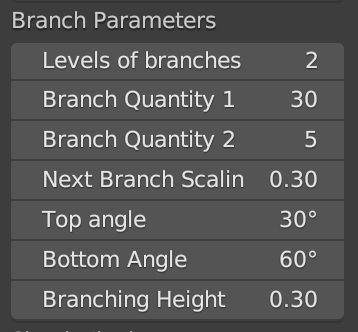 Branch Parameters
Levels of branches 2
Branch Quantity 1 30
Branch Quantity 2 5
Next Branch Scalin 0.30
Top angle 30°
Bottom Angle 60°
Branching Height 0.30